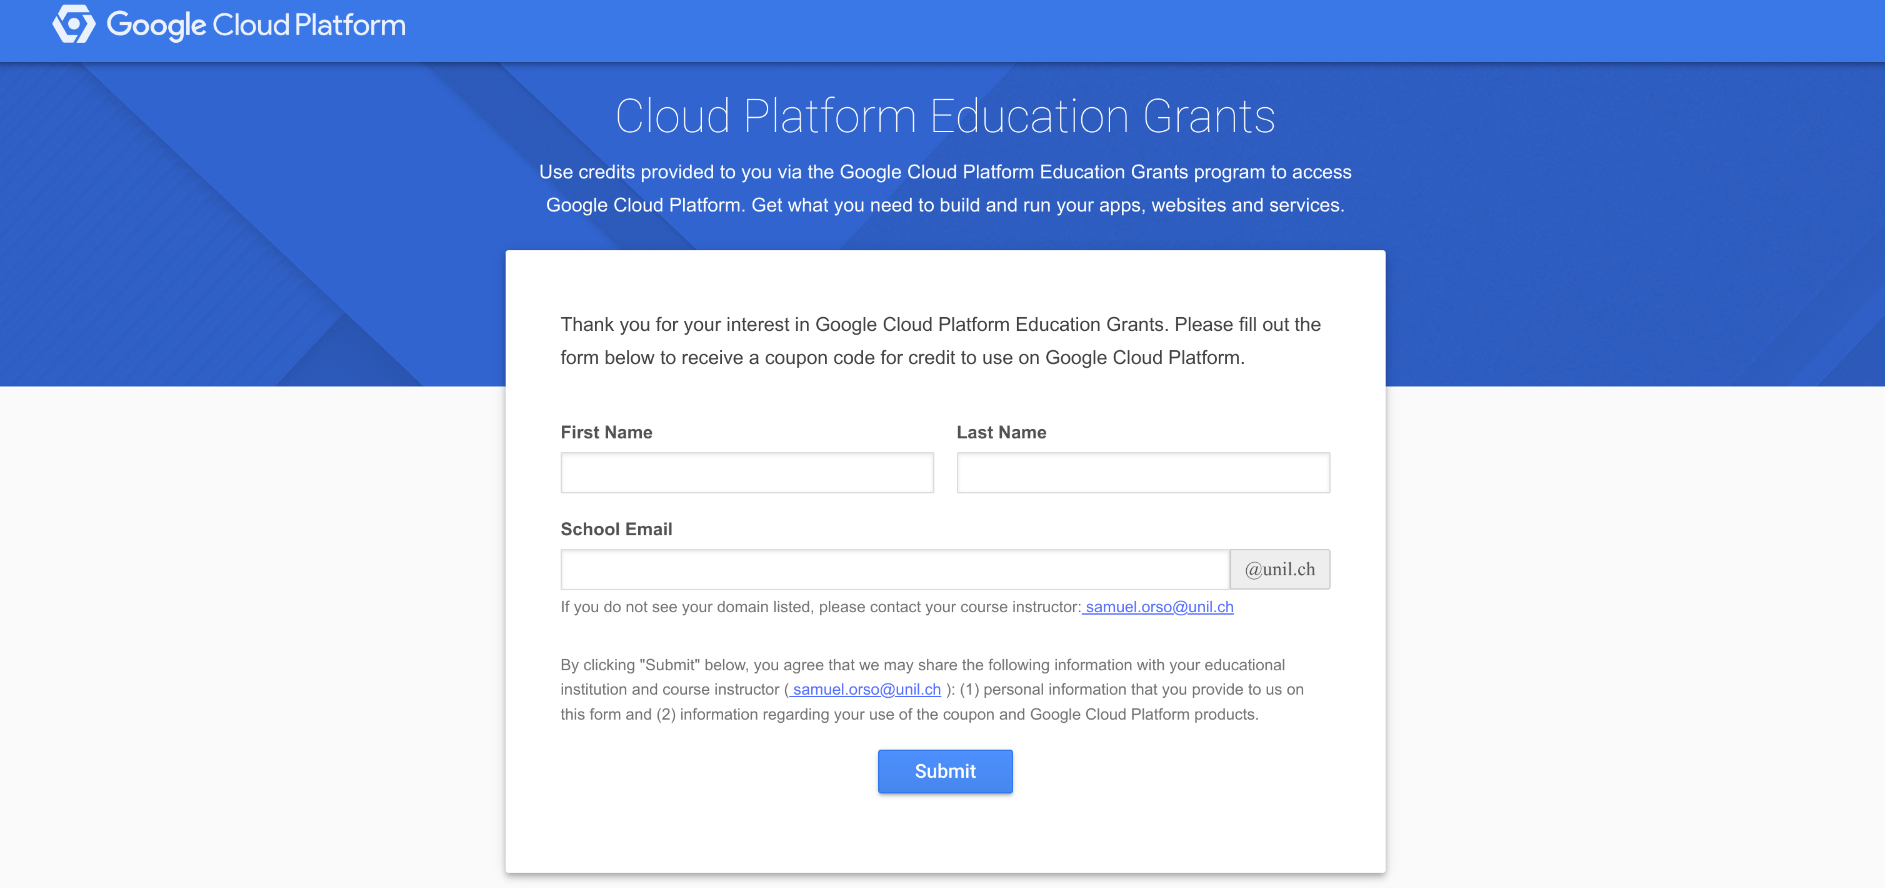 Google Cloud Platform
Cloud Platform Education Grants
Use credits provided to you via the Google Cloud Platform Education Grants program to access
Google Cloud Platform. Get what you need to build and run your apps, websites and services.
Thank you for your interest in Google Cloud Platform Education Grants. Please fill out the
form below to receive a coupon code for credit to use on Google Cloud Platform.
First Name
Last Name
School Email
@unil.ch
If you do not see your domain listed, please contact your course instructor: samuel.orso@unil.ch
By clicking "Submit" below, you agree that we may share the following information with your educational
institution and course instructor ( samuel.orso@unil.ch ): (1) personal information that you provide to us on
this form and (2) information regarding your use of the coupon and Google Cloud Platform products.
Submit